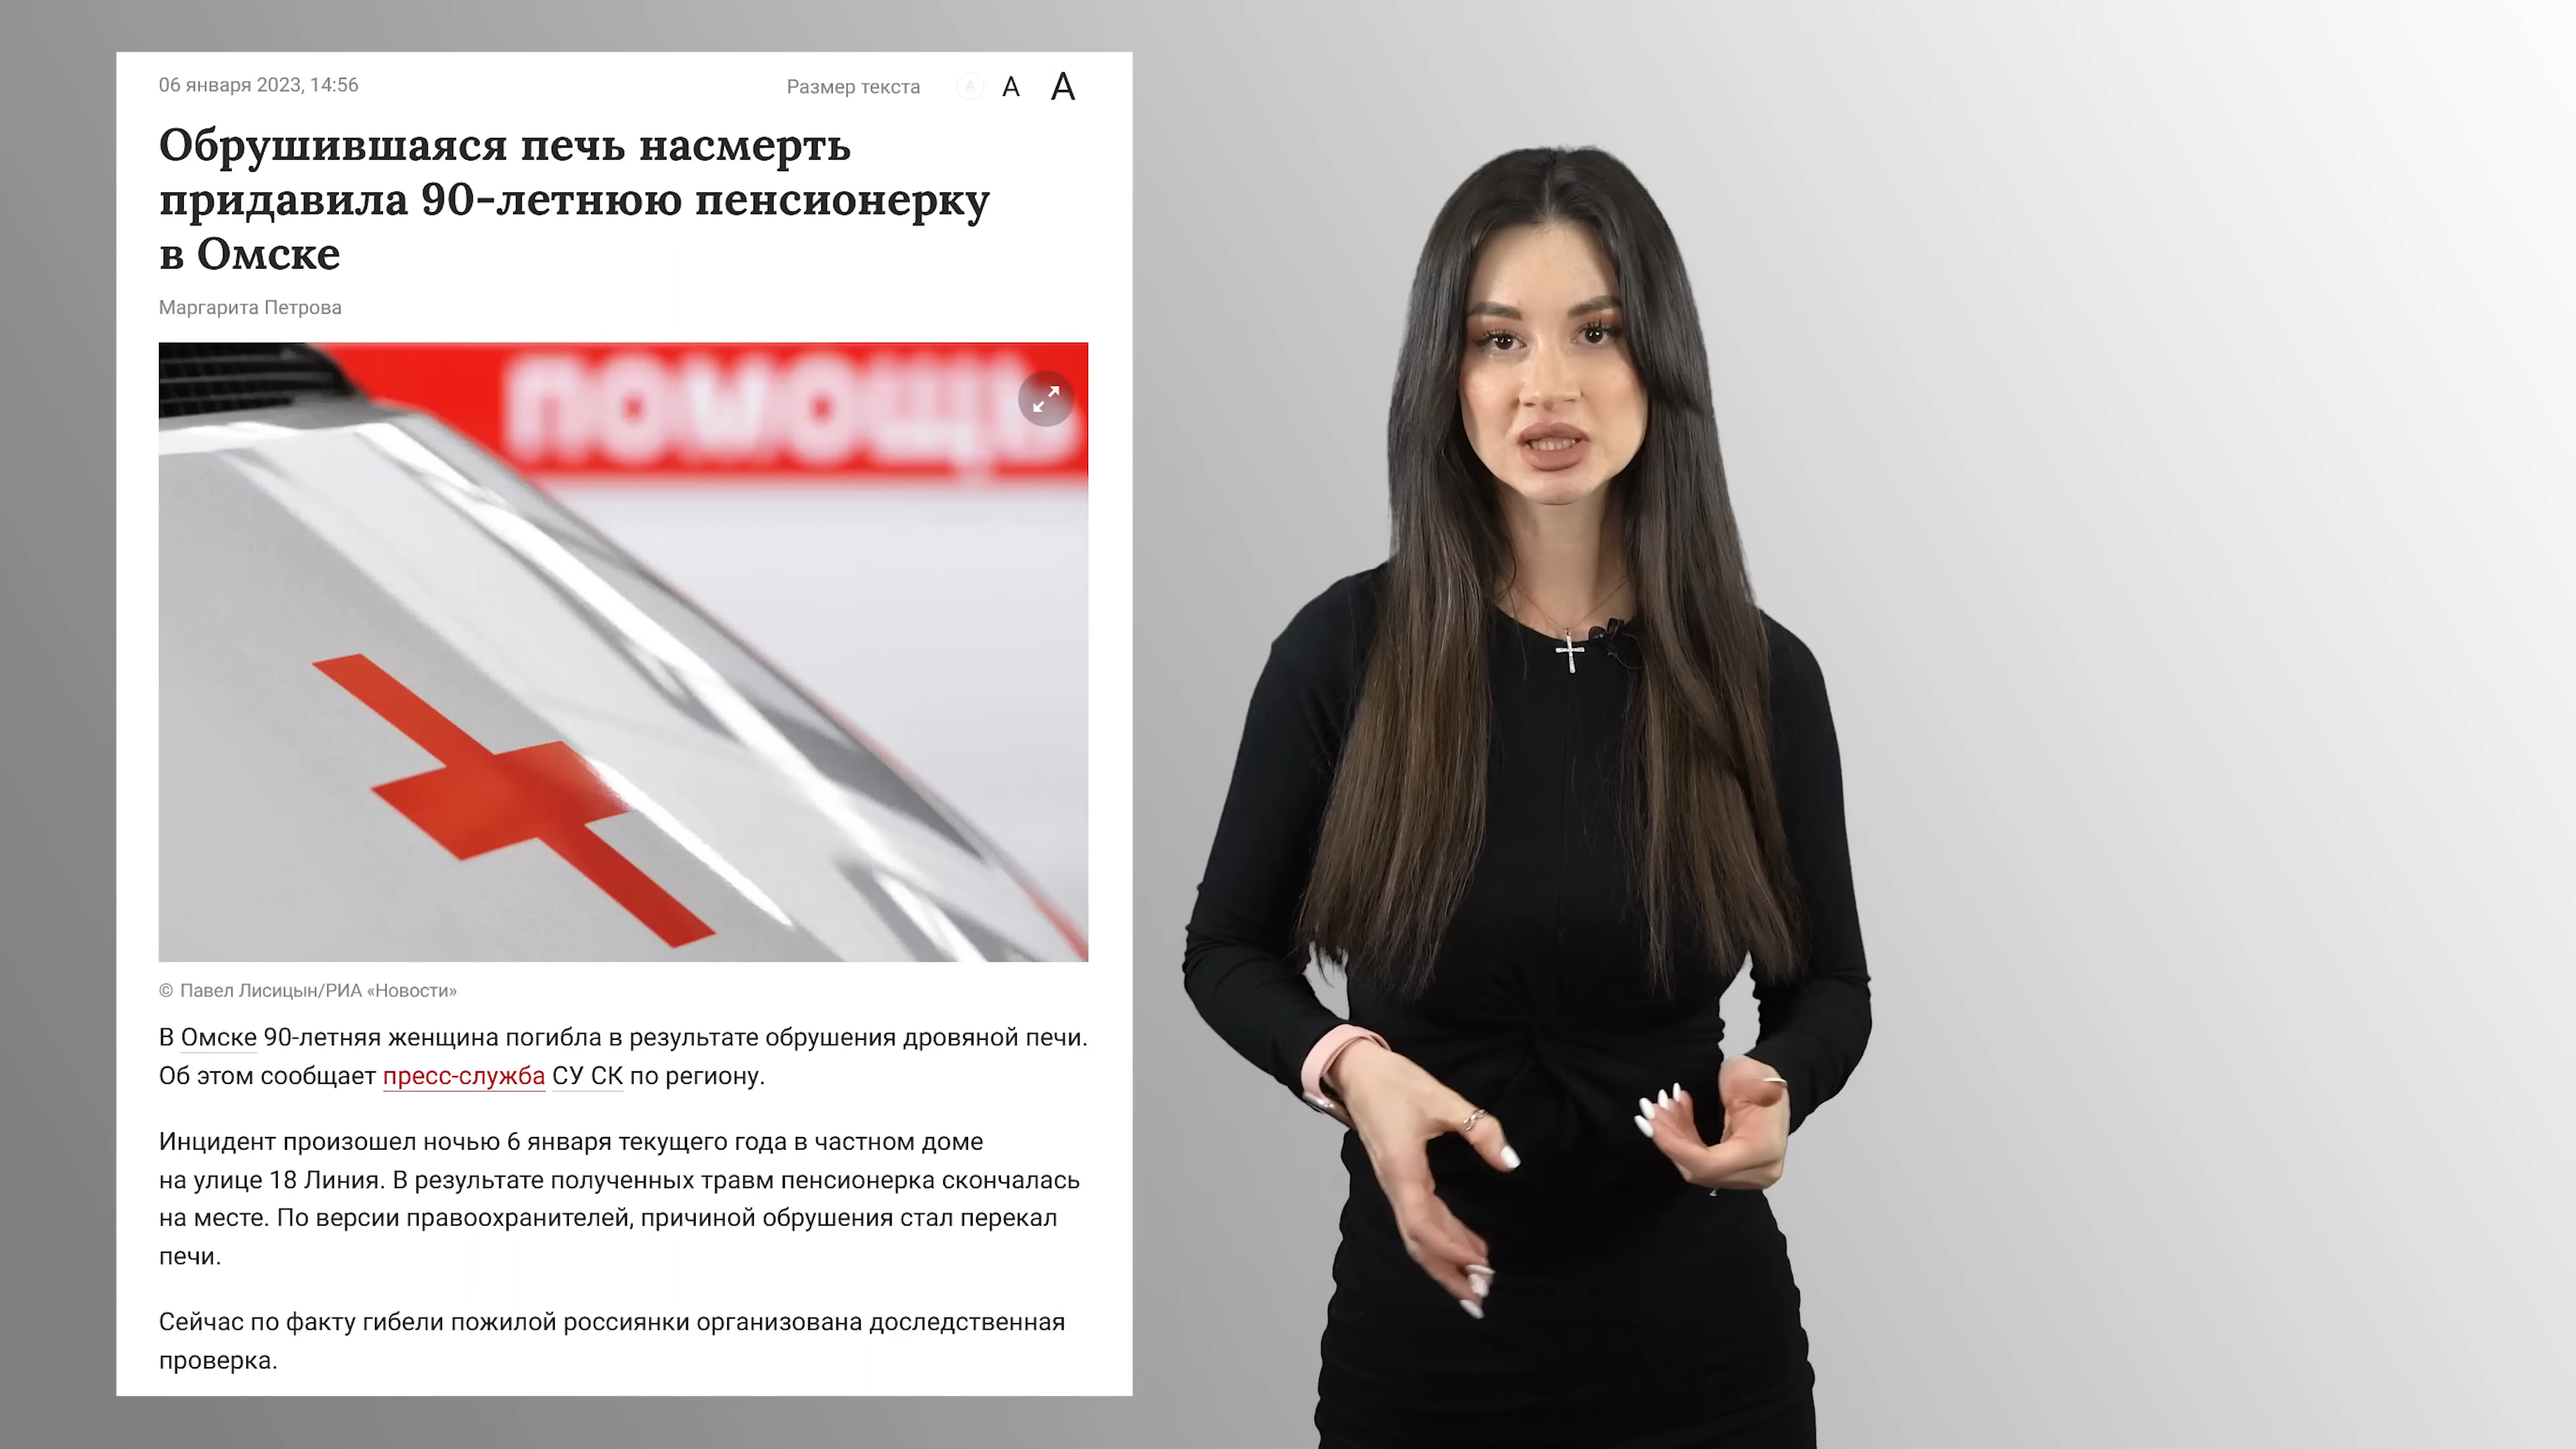 06 января 2023, 14:56
Размер текста A A A
Обрушившаяся печь насмерть
придавила 90-летнюю пенсионерку
в Омске
Маргарита Петрова
ПОМОЩЬ
© Павел Лисицын/РИА «Новости»
В Омске 90-летняя женщина погибла в результате обрушения дровяной печи.
Об этом сообщает пресс-служба СУ СК по региону.
Инцидент произошел ночью 6 января текущего года в частном доме
на улице 18 Линия. В результате полученных травм пенсионерка скончалась
на месте. По версии правоохранителей, причиной обрушения стал перекал
печи.
Сейчас по факту гибели пожилой россиянки организована доследственная
проверка.